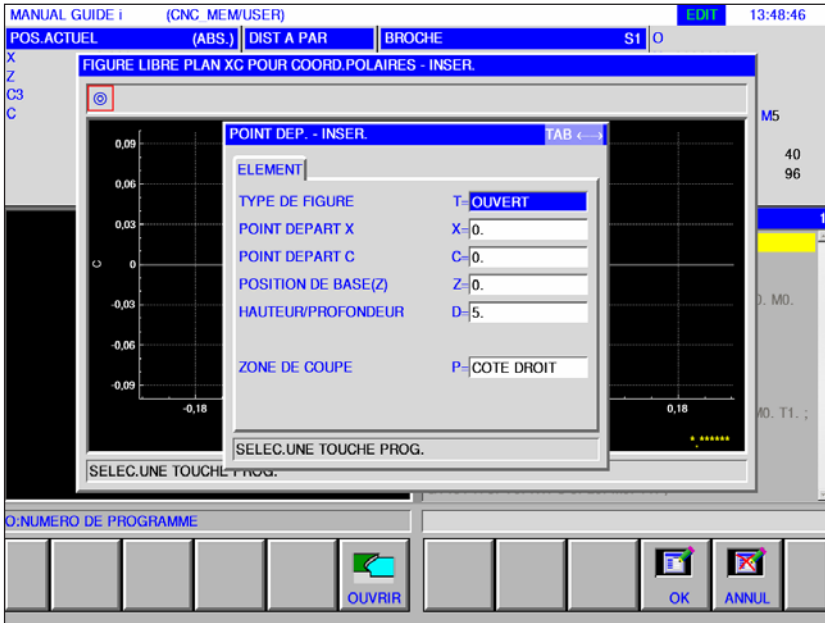 MANUAL GUIDE i (CNC_MEM/USER) EDIT 13:48:46
POS.ACTUEL (ABS.) DIST A PAR BROCHE S1 O
X
Z
C3
C
FIGURE LIBRE PLAN XC POUR COORD.POLAIRES - INSER.
M5
40
96
POINT DEP. - INSER. TAB ←→
ELEMENT
TYPE DE FIGURE T=OUVERT
POINT DEPART X X=0.
POINT DEPART C C=0.
POSITION DE BASE(Z) Z=0.
HAUTEUR/PROFONDEUR D=5.
ZONE DE COUPE P=COTE DROIT
SELEC.UNE TOUCHE PROG.
0,09
0,06
0,03
C 0
-0,03
-0,06
-0,09
-0,18 0,18
*.******
1
0. M0.
M0. T1. ;
SELEC.UNE TOUCHE PROG.
O:NUMERO DE PROGRAMME
OUVRIR OK ANNUL